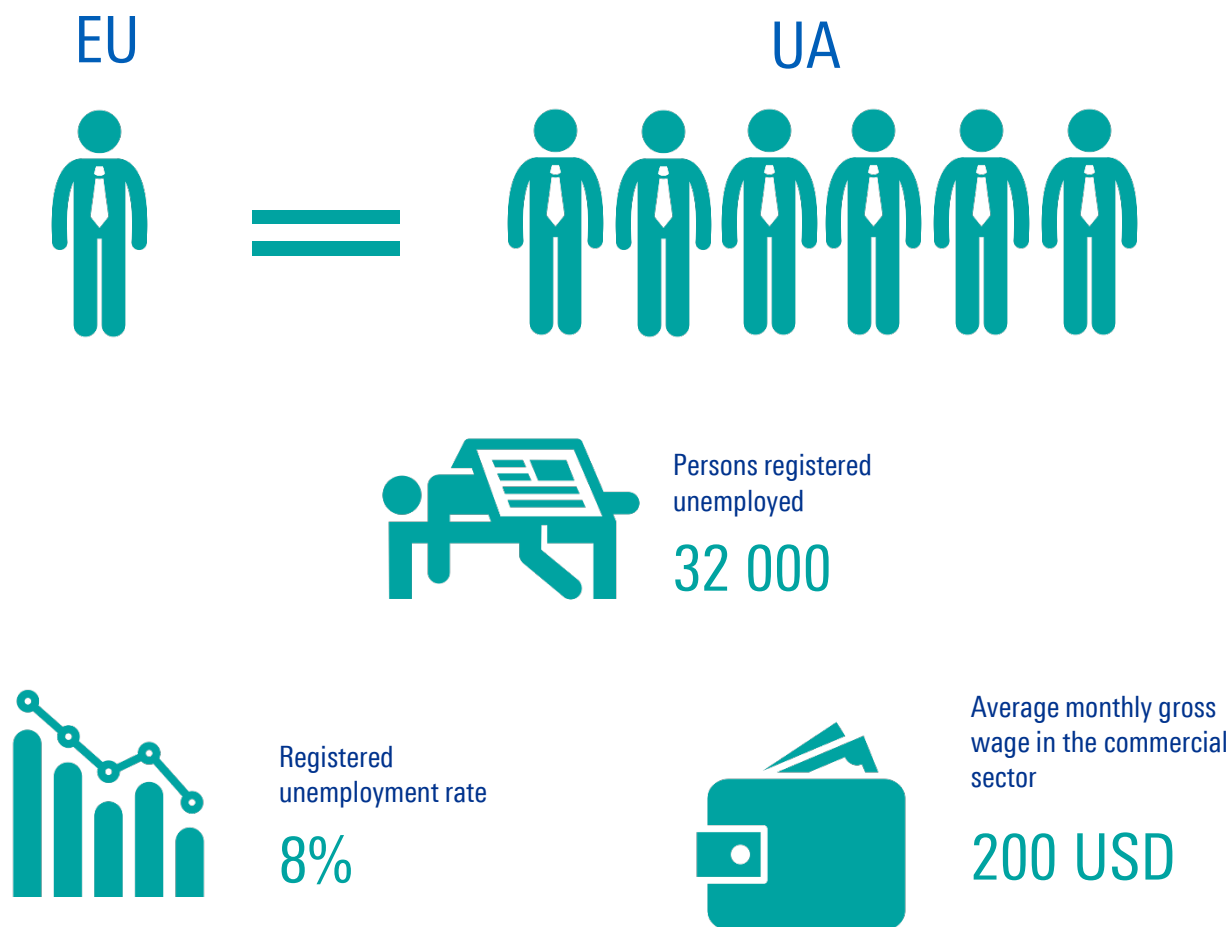 EU
UA
Persons registered
unemployed
32 000
Registered
unemployment rate
8%
Average monthly gross
wage in the commercial
sector
200 USD